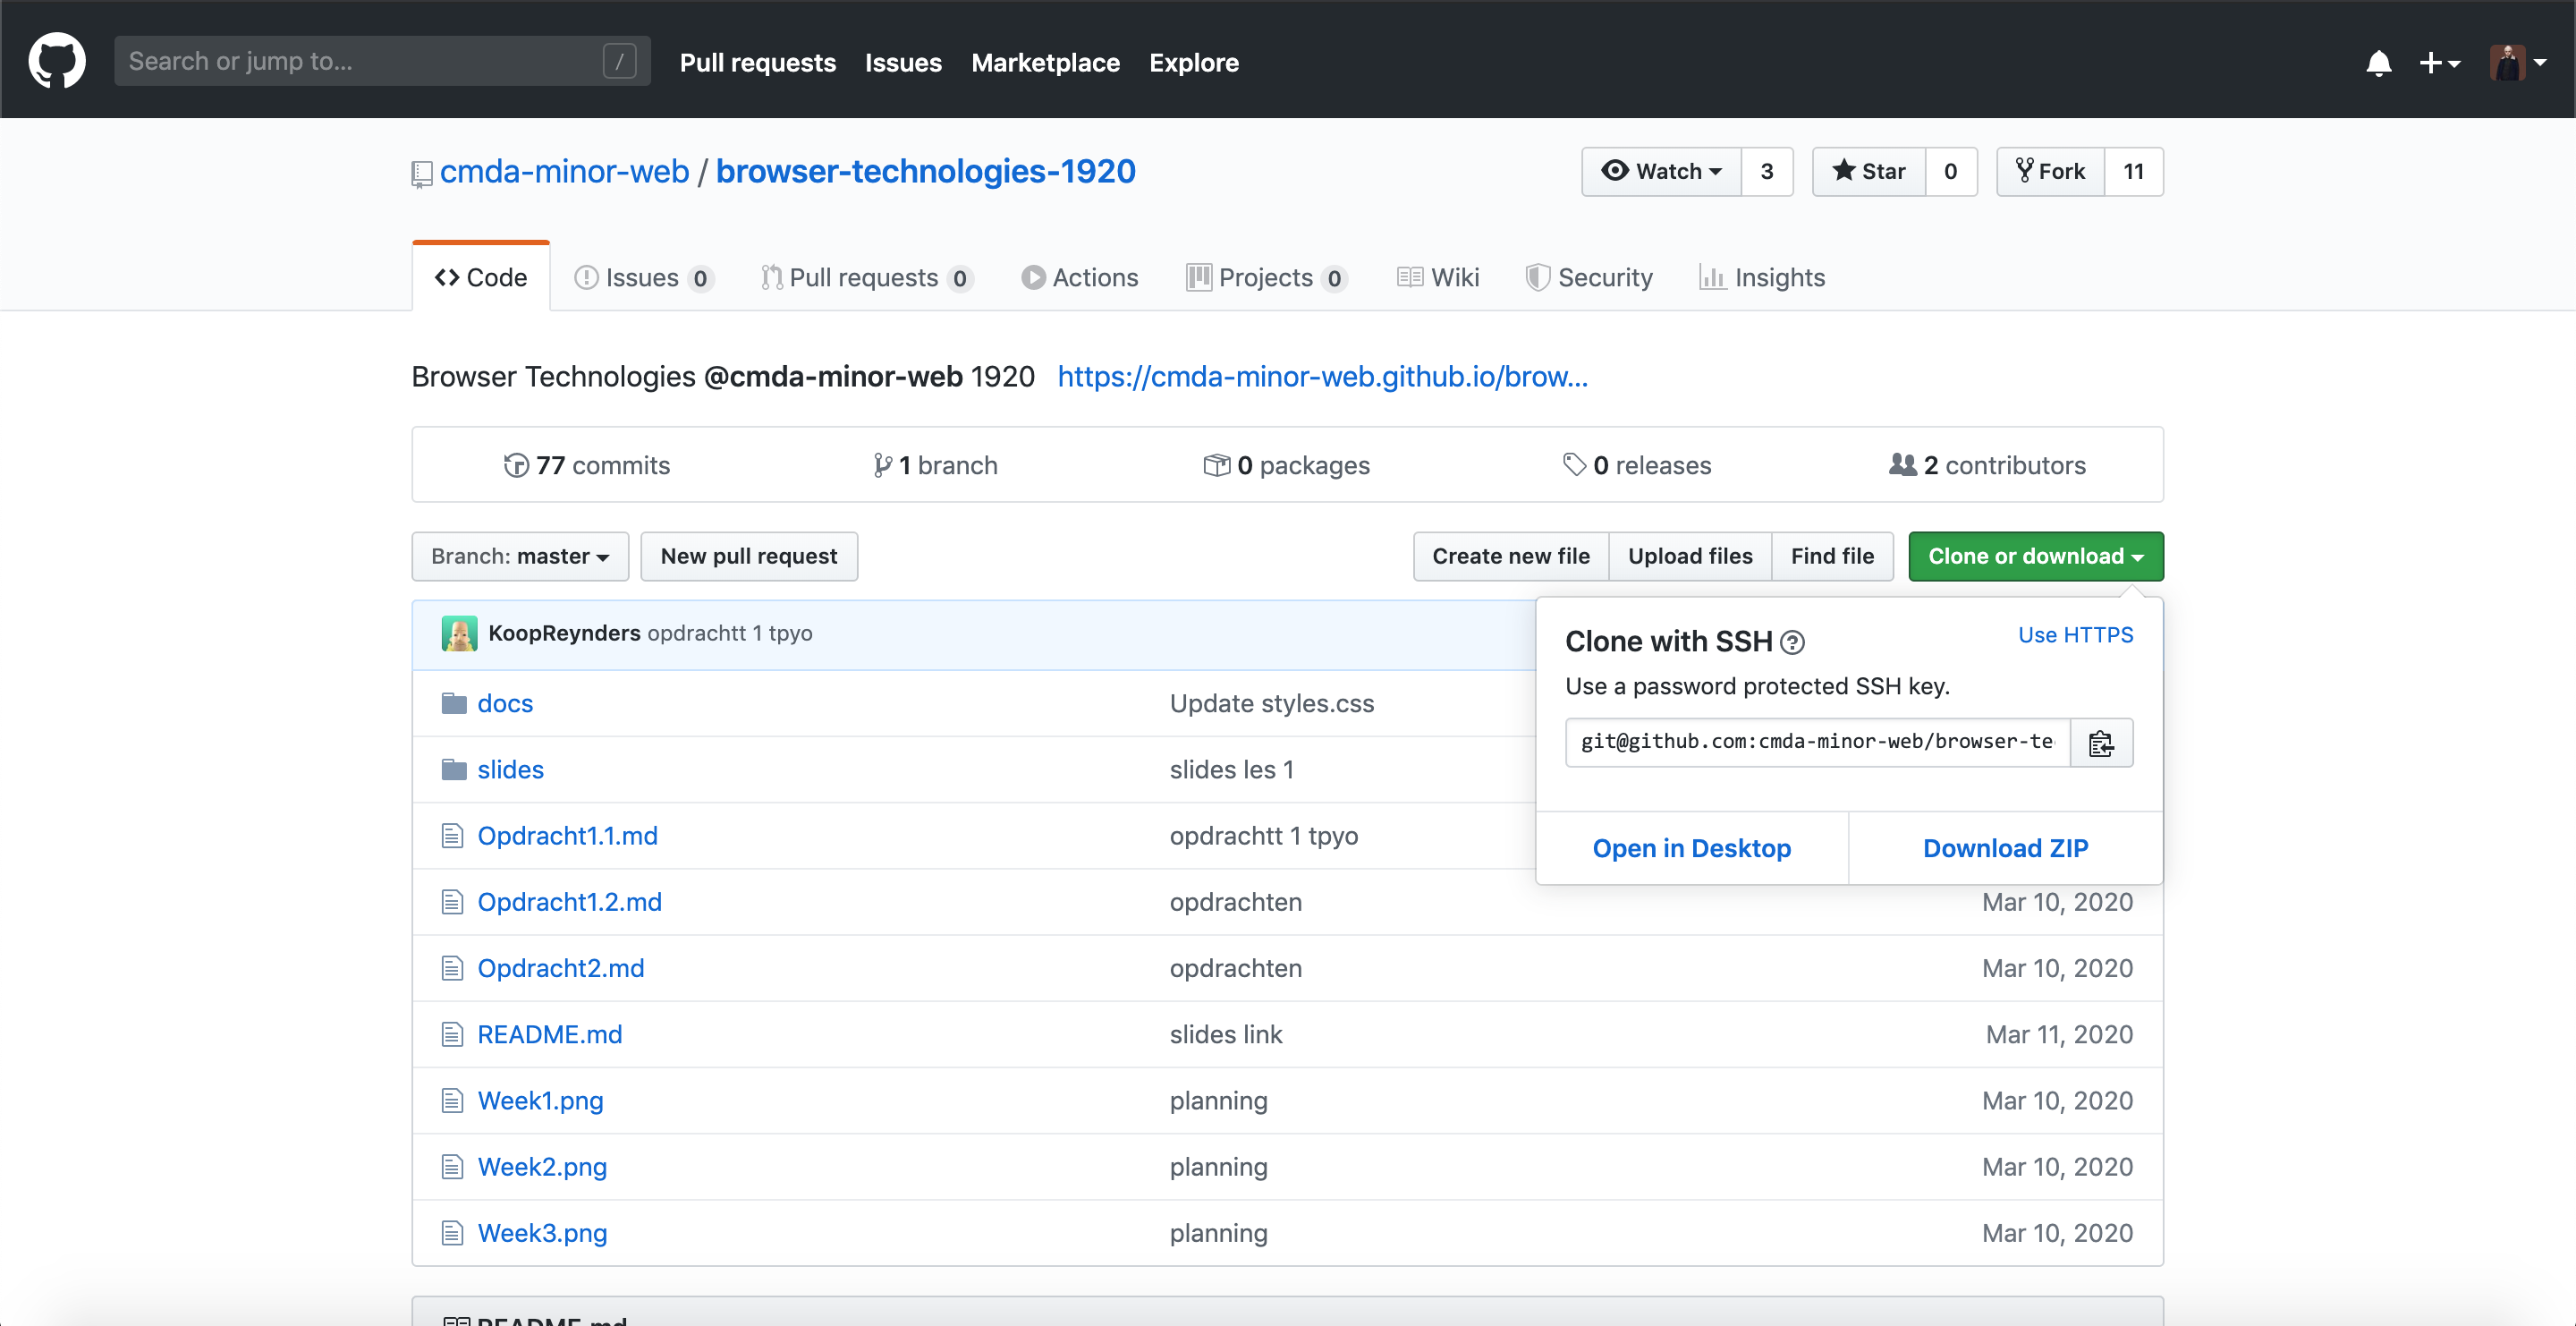 Search or jump to... /
Pull requests Issues Marketplace Explore
cmda-minor-web / browser-technologies-1920
Watch 3 Star 0 Fork 11
Code Issues 0 Pull requests 0 Actions Projects 0 Wiki Security Insights
Browser Technologies @cmda-minor-web 1920 https://cmda-minor-web.github.io/brow...
77 commits 1 branch 0 packages 0 releases 2 contributors
Branch: master New pull request Create new file Upload files Find file Clone or download
KoopReynders opdrachtt 1 tpyo
Clone with SSH ? Use HTTPS
Use a password protected SSH key.
git@github.com:cmda-minor-web/browser-te
Open in Desktop Download ZIP
docs Update styles.css
slides slides les 1
Opdracht1.1.md opdrachtt 1 tpyo
Opdracht1.2.md opdrachten Mar 10, 2020
Opdracht2.md opdrachten Mar 10, 2020
README.md slides link Mar 11, 2020
Week1.png planning Mar 10, 2020
Week2.png planning Mar 10, 2020
Week3.png planning Mar 10, 2020
README.md